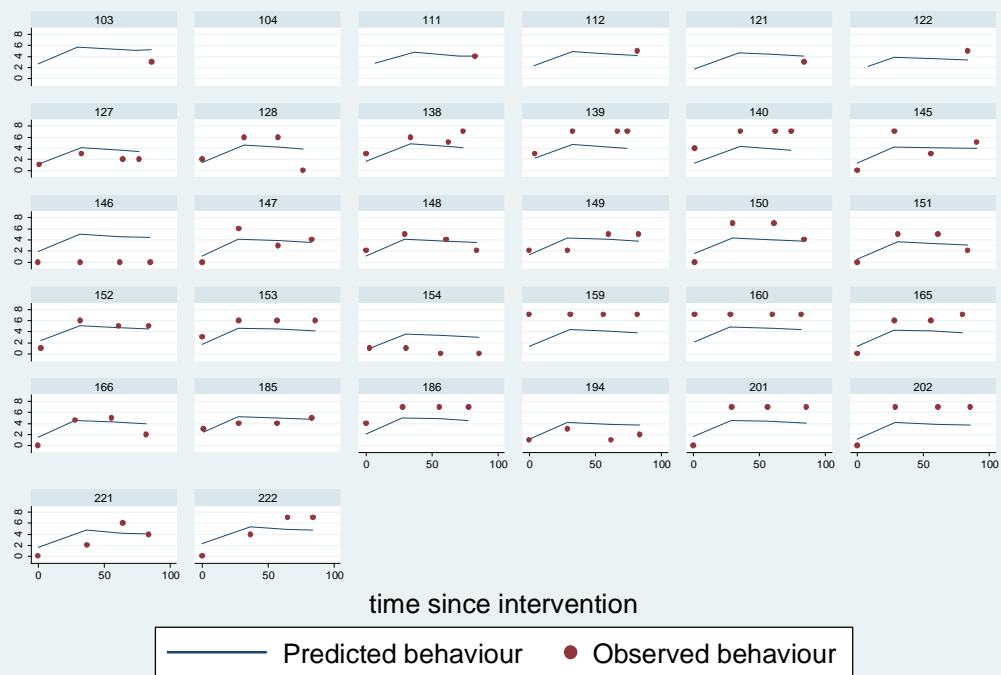 103 104 111 112 121 122
0 2 4 6 8
127 128 138 139 140 145
0 2 4 6 8
146 147 148 149 150 151
0 2 4 6 8
152 153 154 159 160 165
0 2 4 6 8
166 185 186 194 201 202
0 2 4 6 8
0 50 100 0 50 100 0 50 100 0 50 100
221 222
0 2 4 6 8
0 50 100 0 50 100
time since intervention
Predicted behaviour Observed behaviour